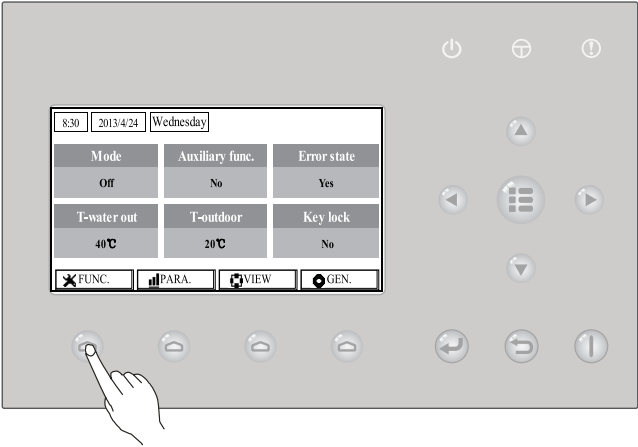 8:30 2013/4/24 Wednesday
Mode Auxiliary func. Error state
Off No Yes
T-water out T-outdoor Key lock
40℃ 20℃ No
FUNC. PARA. VIEW GEN.